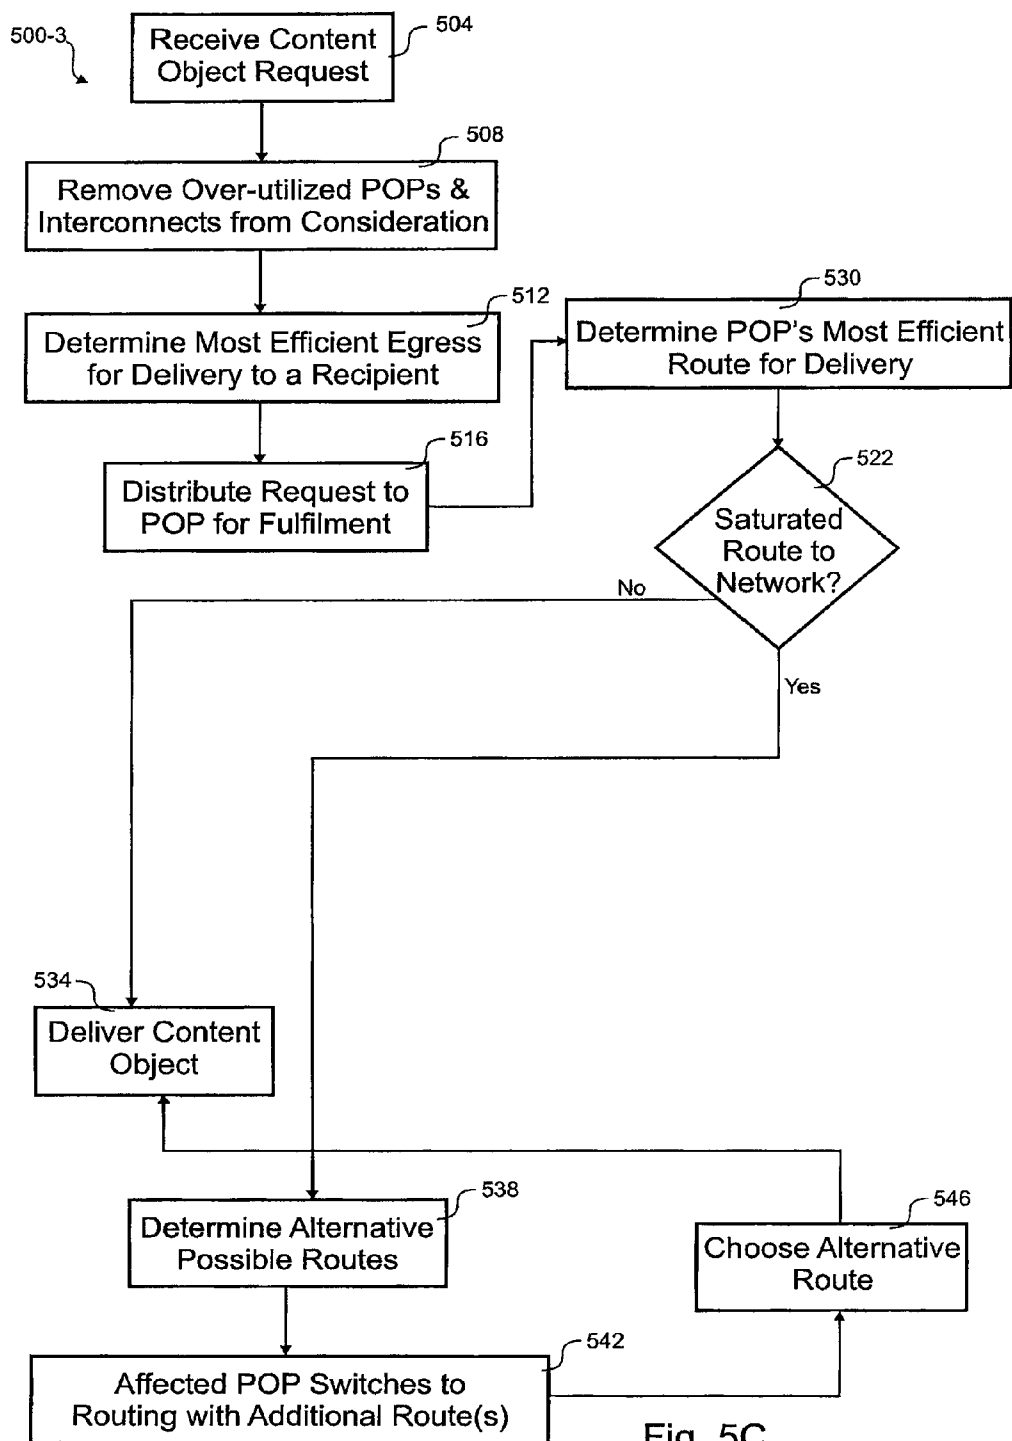 500-3
504
Receive Content
Object Request
508
Remove Over-utilized POPs &
Interconnects from Consideration
512
Determine Most Efficient Egress
for Delivery to a Recipient
516
Distribute Request to
POP for Fulfilment
530
Determine POP's Most Efficient
Route for Delivery
522
Saturated
Route to
Network?
No
Yes
534
Deliver Content
Object
538
Determine Alternative
Possible Routes
542
Affected POP Switches to
Routing with Additional Route(s)
546
Choose Alternative
Route
Fig. 5C